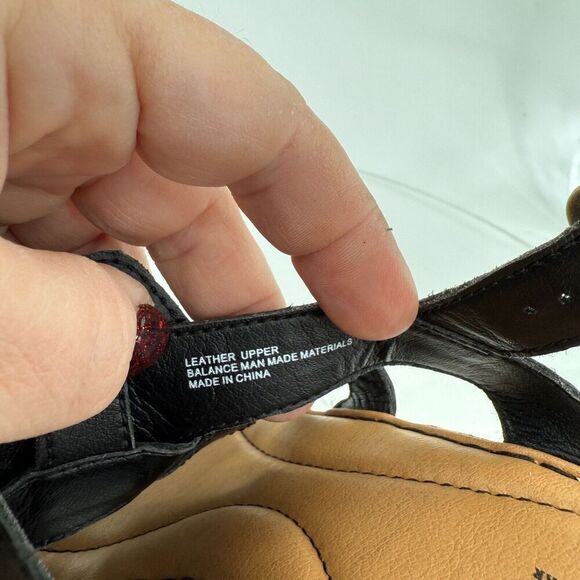 LEATHER UPPER
BALANCE MAN MADE MATERIALS
MADE IN CHINA